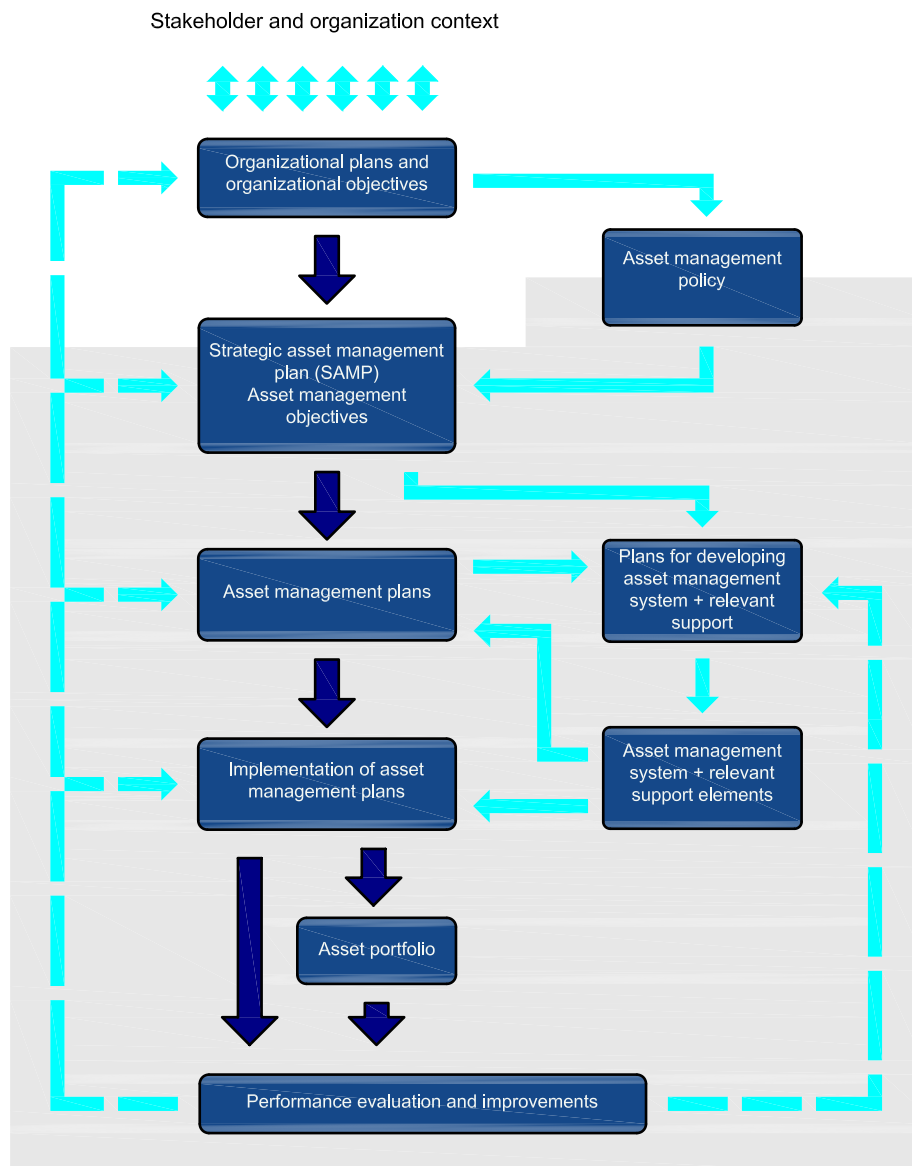 Stakeholder and organization context
Organizational plans and
organizational objectives
Asset management
policy
Strategic asset management
plan (SAMP)
Asset management
objectives
Asset management plans
Plans for developing
asset management
system + relevant
support
Implementation of asset
management plans
Asset management
system + relevant
support elements
Asset portfolio
Performance evaluation and improvements